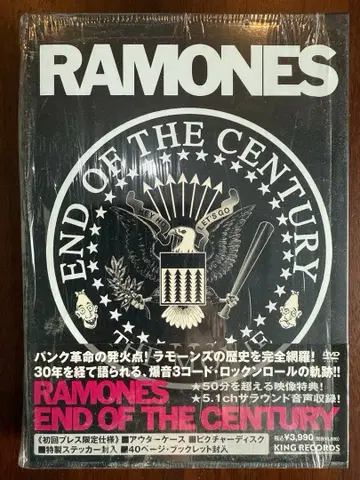 RAMONES
END OF THE CENTURY
HEY HO
LET'S GO
パンク革命の発火点! ラモーンズの歴史を完全網羅!
30年を経て語られる、爆音3コード・ロックンロールの軌跡!!
DVD
RAMONES
★50分を超える映像特典!
★5.1chサラウンド音声収録!
END OF THE CENTURY
《初回プレス限定仕様》■アウターケース ■ピクチャーディスク
■特製ステッカー封入 ■40ページ・ブックレット封入
税込¥3,990
KING RECORDS